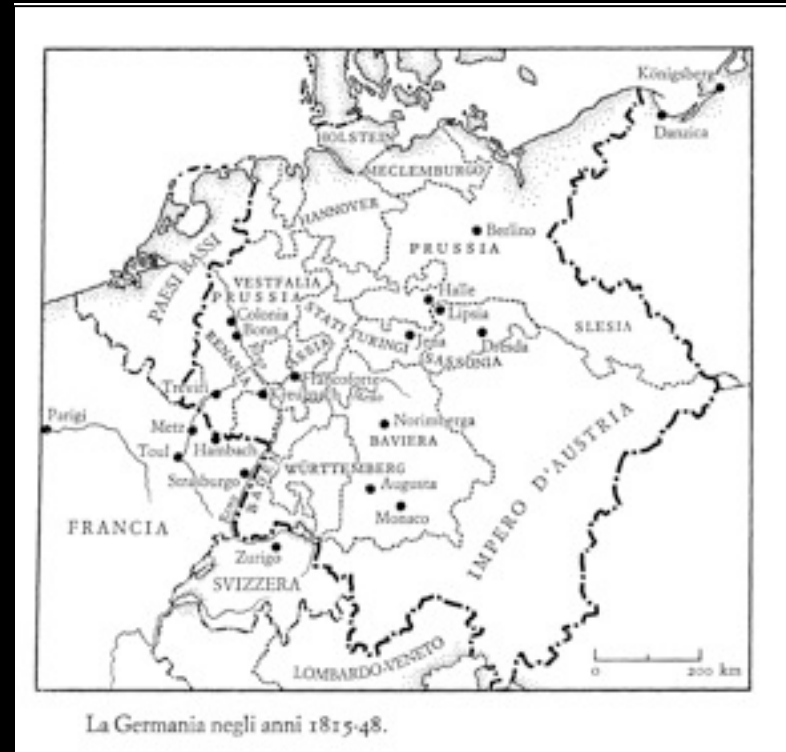 Königsberg
Danzica
HOLSTEIN
MECLEMBURGO
HANNOVER
Berlino
PRUSSIA
PAESI BASSI
VESTFALIA
PRUSSIA
Halle
Lipsia
Colonia
Bonn
STATI TURINGI
Jena
Dresda
SLESIA
SASSONIA
RENANIA
ASSIA
Francoforte
Treviri
Kreuznach
Parigi
Metz
Norimberga
BAVIERA
Toul
Hambach
Strasburgo
BADEN
WÜRTTEMBERG
Augusta
Monaco
IMPERO D'AUSTRIA
FRANCIA
Zurigo
SVIZZERA
LOMBARDO-VENETO
0 200 km
La Germania negli anni 1815-48.